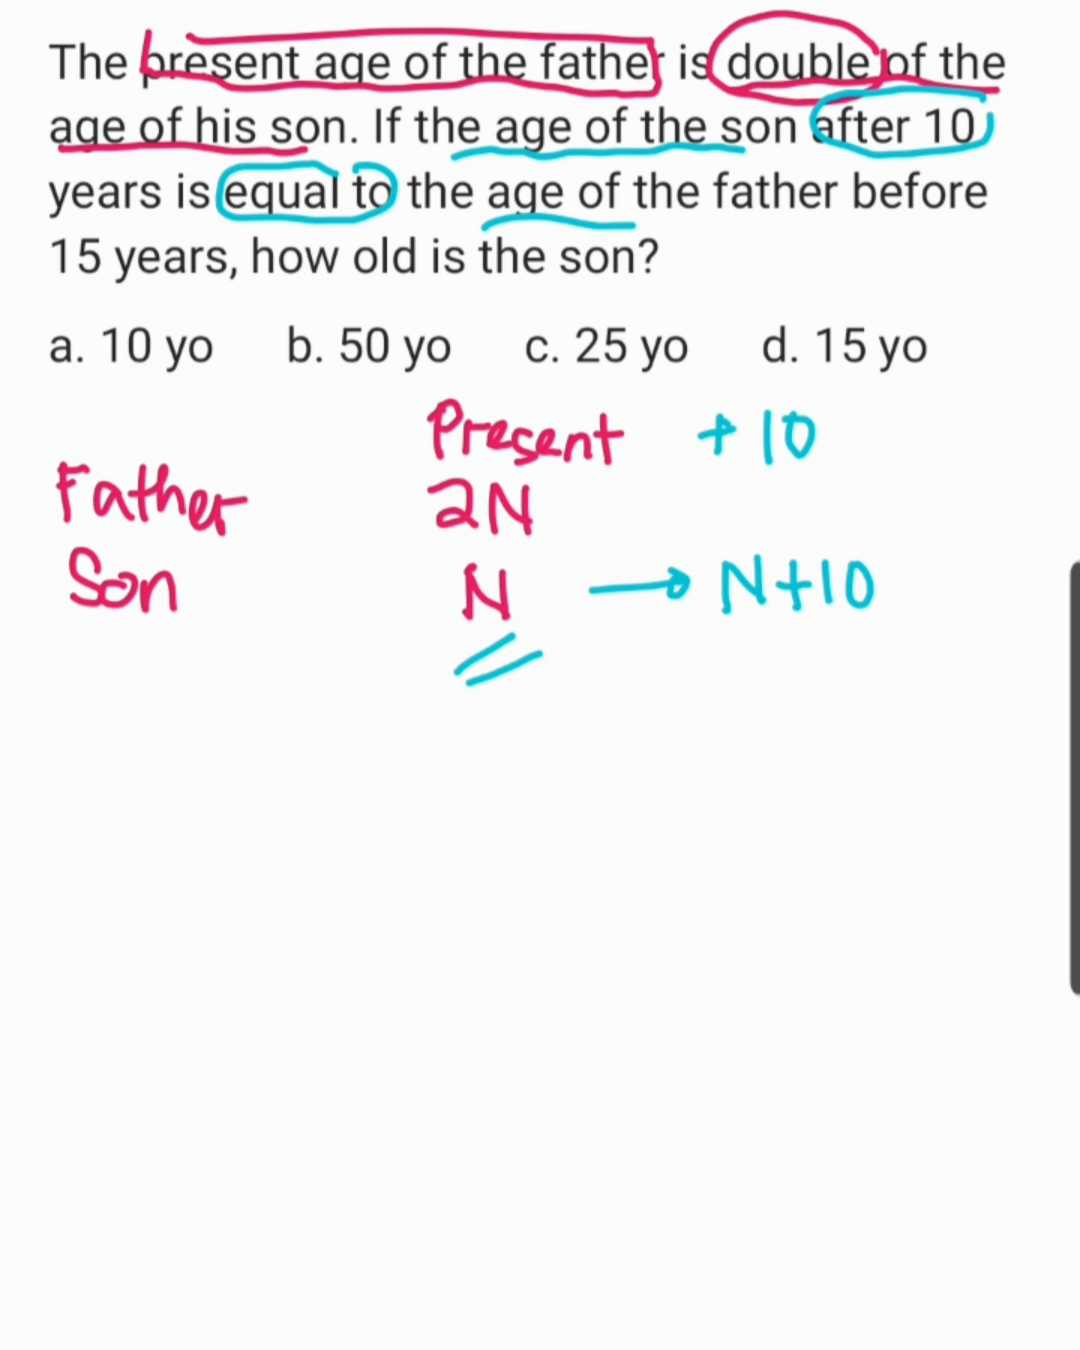 The present age of the father is double of the
age of his son. If the age of the son after 10
years is equal to the age of the father before
15 years, how old is the son?
a. 10 yo b. 50 yo c. 25 yo d. 15 yo
Present +10
Father 2N
Son N → N+10